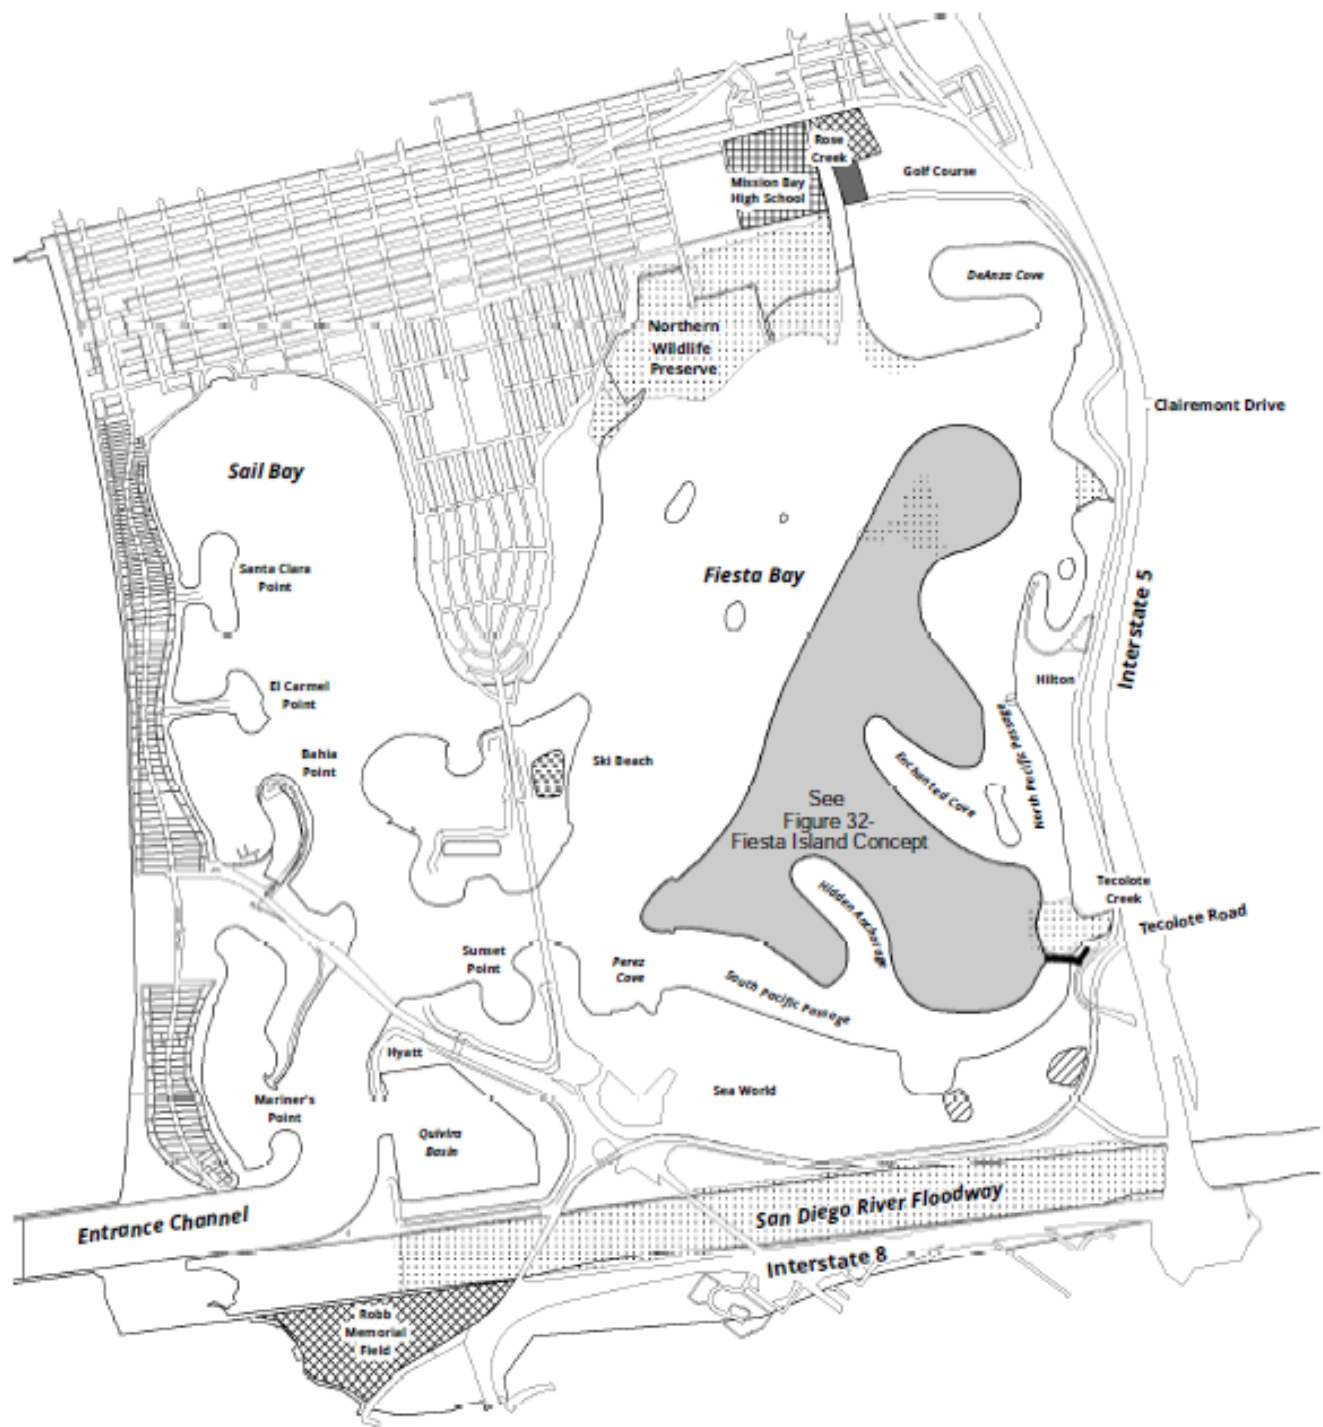 Rose
Creek
Golf Course
Mission Bay
High School
DeAnza Cove
Northern
Wildlife
Preserve
Clairemont Drive
Sail Bay
Santa Clara
Point
Fiesta Bay
Interstate 5
El Carmel
Point
Hilton
North Pacific Passage
Bahia
Point
Ski Beach
Enchanted Cove
See
Figure 32-
Fiesta Island Concept
Hidden Anchorage
Tecolote
Creek
Tecolote Road
Sunset
Point
Perez
Cove
South Pacific Passage
Hyatt
Sea World
Mariner's
Point
Quivira
Basin
Entrance Channel
San Diego River Floodway
Interstate 8
Robb
Memorial
Field